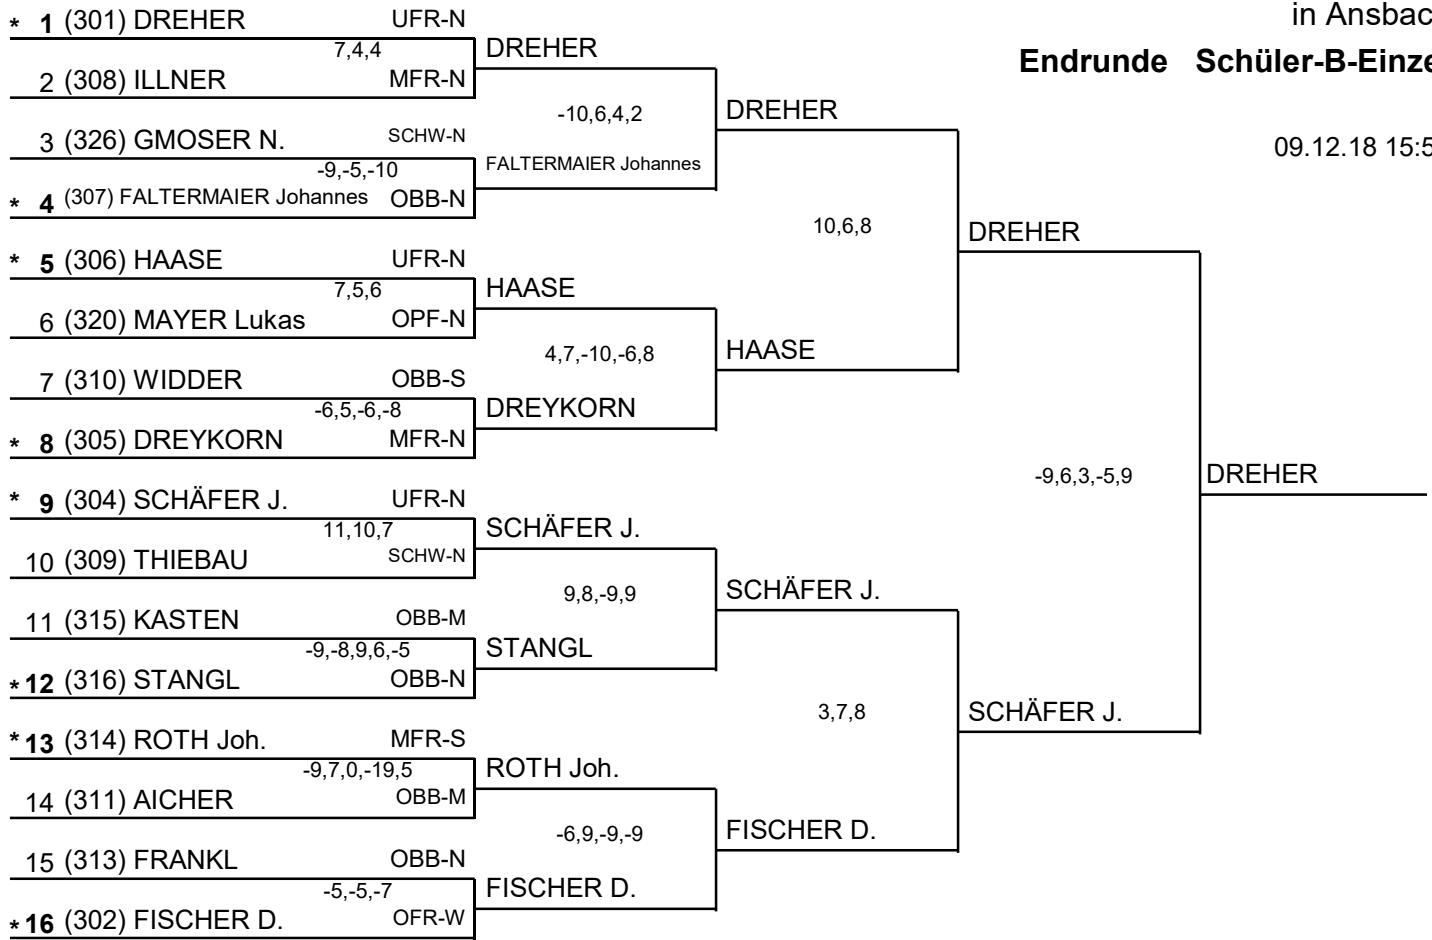 in Ansbac
Endrunde Schüler-B-Einze
09.12.18 15:5
* 1 (301) DREHER UFR-N
7,4,4
2 (308) ILLNER MFR-N
3 (326) GMOSER N. SCHW-N
-9,-5,-10
* 4 (307) FALTERMAIER Johannes OBB-N
* 5 (306) HAASE UFR-N
7,5,6
6 (320) MAYER Lukas OPF-N
7 (310) WIDDER OBB-S
-6,5,-6,-8
* 8 (305) DREYKORN MFR-N
* 9 (304) SCHÄFER J. UFR-N
11,10,7
10 (309) THIEBAU SCHW-N
11 (315) KASTEN OBB-M
-9,-8,9,6,-5
* 12 (316) STANGL OBB-N
* 13 (314) ROTH Joh. MFR-S
-9,7,0,-19,5
14 (311) AICHER OBB-M
15 (313) FRANKL OBB-N
-5,-5,-7
* 16 (302) FISCHER D. OFR-W
DREHER
-10,6,4,2
FALTERMAIER Johannes
HAASE
4,7,-10,-6,8
DREYKORN
SCHÄFER J.
9,8,-9,9
STANGL
ROTH Joh.
-6,9,-9,-9
FISCHER D.
DREHER
10,6,8
HAASE
SCHÄFER J.
3,7,8
FISCHER D.
DREHER
-9,6,3,-5,9
SCHÄFER J.
DREHER